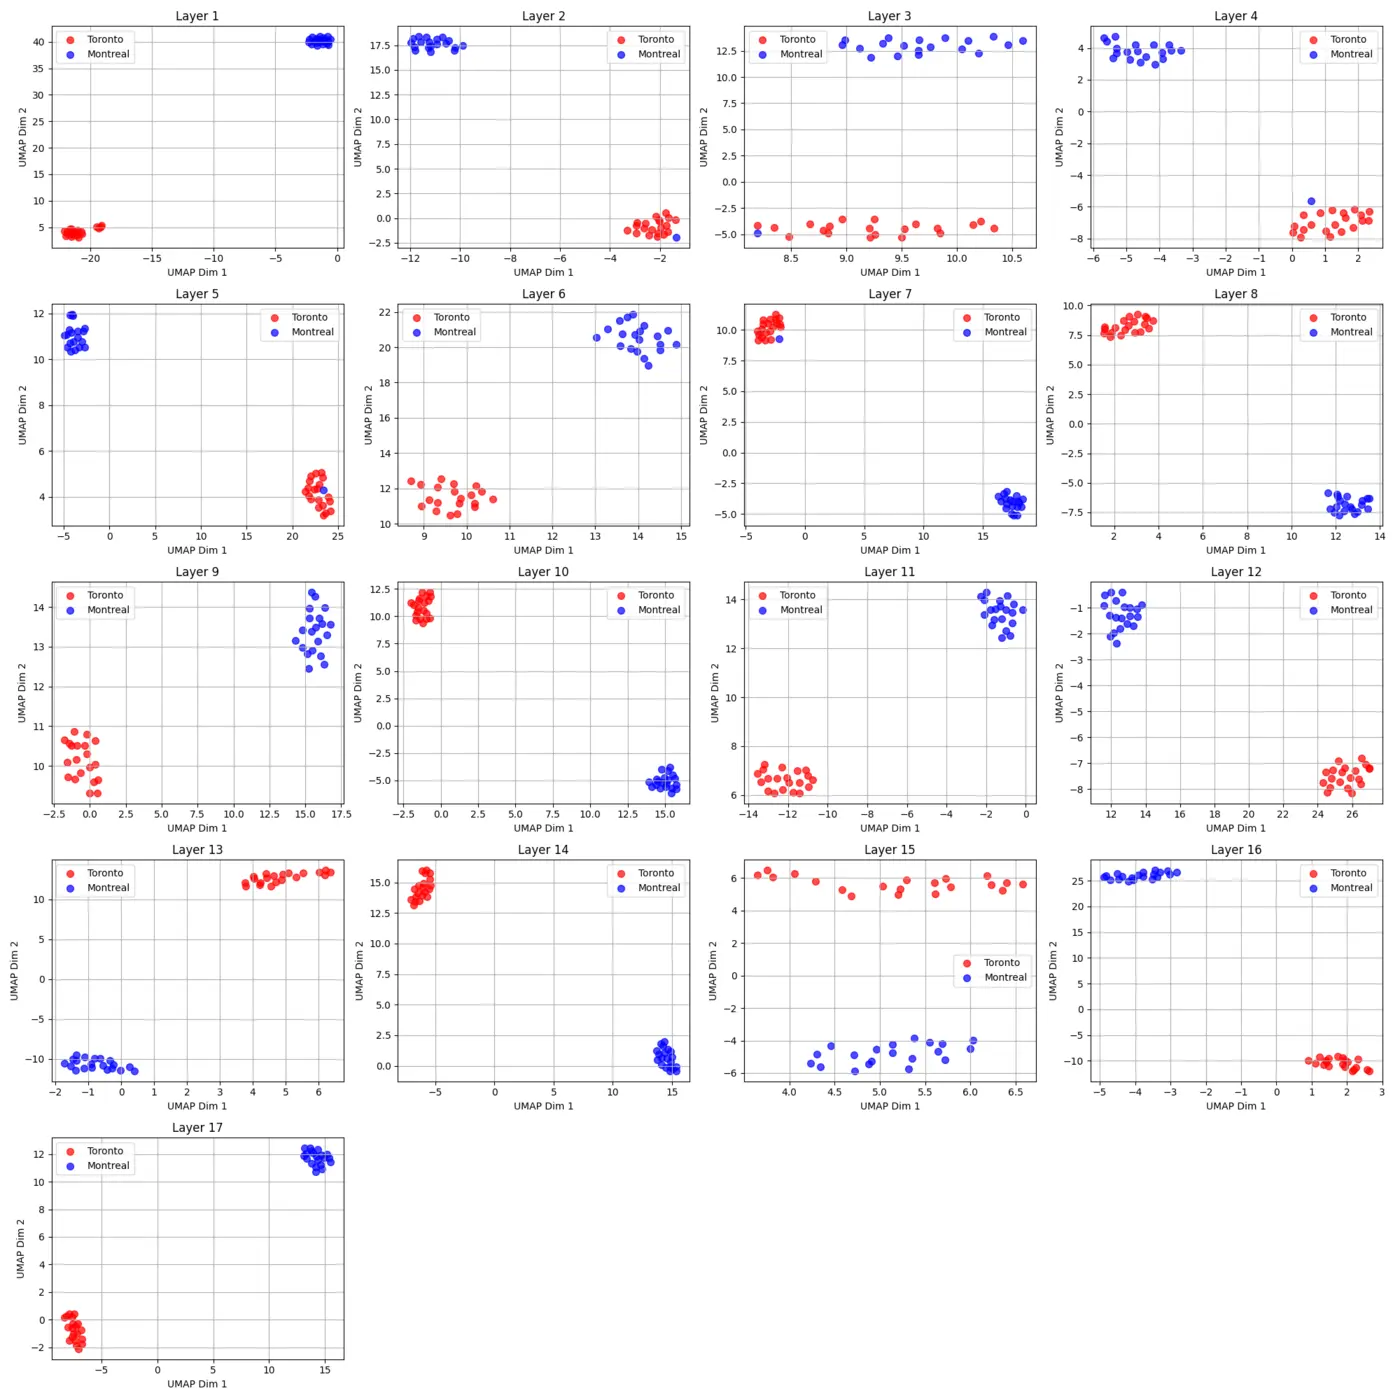 Layer 1
Toronto
Montreal
40
35
30
25
20
15
10
5
−20
−15
−10
−5
0
UMAP Dim 1
UMAP Dim 2
Layer 2
Toronto
Montreal
17.5
15.0
12.5
10.0
7.5
5.0
2.5
0.0
−2.5
−12
−10
−8
−6
−4
−2
UMAP Dim 1
UMAP Dim 2
Layer 3
Toronto
Montreal
12.5
10.0
7.5
5.0
2.5
0.0
−2.5
−5.0
8.5
9.0
9.5
10.0
10.5
UMAP Dim 1
UMAP Dim 2
Layer 4
Toronto
Montreal
4
2
0
−2
−4
−6
−8
−6
−5
−4
−3
−2
−1
0
1
2
UMAP Dim 1
UMAP Dim 2
Layer 5
Toronto
Montreal
12
10
8
6
4
−5
0
5
10
15
20
25
UMAP Dim 1
UMAP Dim 2
Layer 6
Toronto
Montreal
22
20
18
16
14
12
10
9
10
11
12
13
14
15
UMAP Dim 1
UMAP Dim 2
Layer 7
Toronto
Montreal
10.0
7.5
5.0
2.5
0.0
−2.5
−5.0
−5
0
5
10
15
UMAP Dim 1
UMAP Dim 2
Layer 8
Toronto
Montreal
10.0
7.5
5.0
2.5
0.0
−2.5
−5.0
−7.5
2
4
6
8
10
12
14
UMAP Dim 1
UMAP Dim 2
Layer 9
Toronto
Montreal
14
13
12
11
10
−2.5
0.0
2.5
5.0
7.5
10.0
12.5
15.0
17.5
UMAP Dim 1
UMAP Dim 2
Layer 10
Toronto
Montreal
12.5
10.0
7.5
5.0
2.5
0.0
−2.5
−5.0
−2.5
0.0
2.5
5.0
7.5
10.0
12.5
15.0
UMAP Dim 1
UMAP Dim 2
Layer 11
Toronto
Montreal
14
12
10
8
6
−14
−12
−10
−8
−6
−4
−2
0
UMAP Dim 1
UMAP Dim 2
Layer 12
Toronto
Montreal
−1
−2
−3
−4
−5
−6
−7
−8
12
14
16
18
20
22
24
26
UMAP Dim 1
UMAP Dim 2
Layer 13
Toronto
Montreal
10
5
0
−5
−10
−2
−1
0
1
2
3
4
5
6
UMAP Dim 1
UMAP Dim 2
Layer 14
Toronto
Montreal
15.0
12.5
10.0
7.5
5.0
2.5
0.0
−5
0
5
10
15
UMAP Dim 1
UMAP Dim 2
Layer 15
Toronto
Montreal
6
4
2
0
−2
−4
−6
4.0
4.5
5.0
5.5
6.0
6.5
UMAP Dim 1
UMAP Dim 2
Layer 16
Toronto
Montreal
25
20
15
10
5
0
−5
−10
−5
−4
−3
−2
−1
0
1
2
3
UMAP Dim 1
UMAP Dim 2
Layer 17
Toronto
Montreal
12
10
8
6
4
2
0
−2
−5
0
5
10
15
UMAP Dim 1
UMAP Dim 2